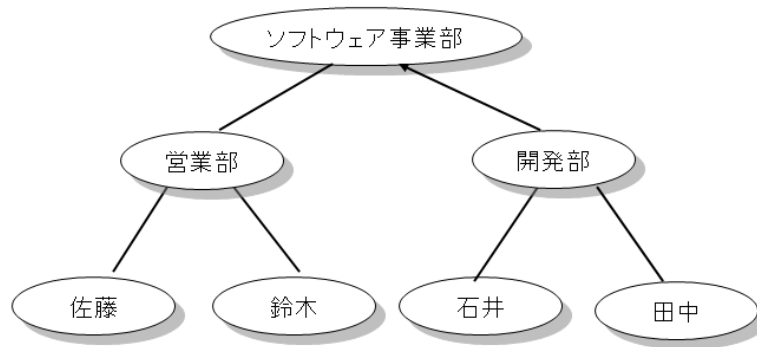 ソフトウェア事業部
営業部
開発部
佐藤
鈴木
石井
田中